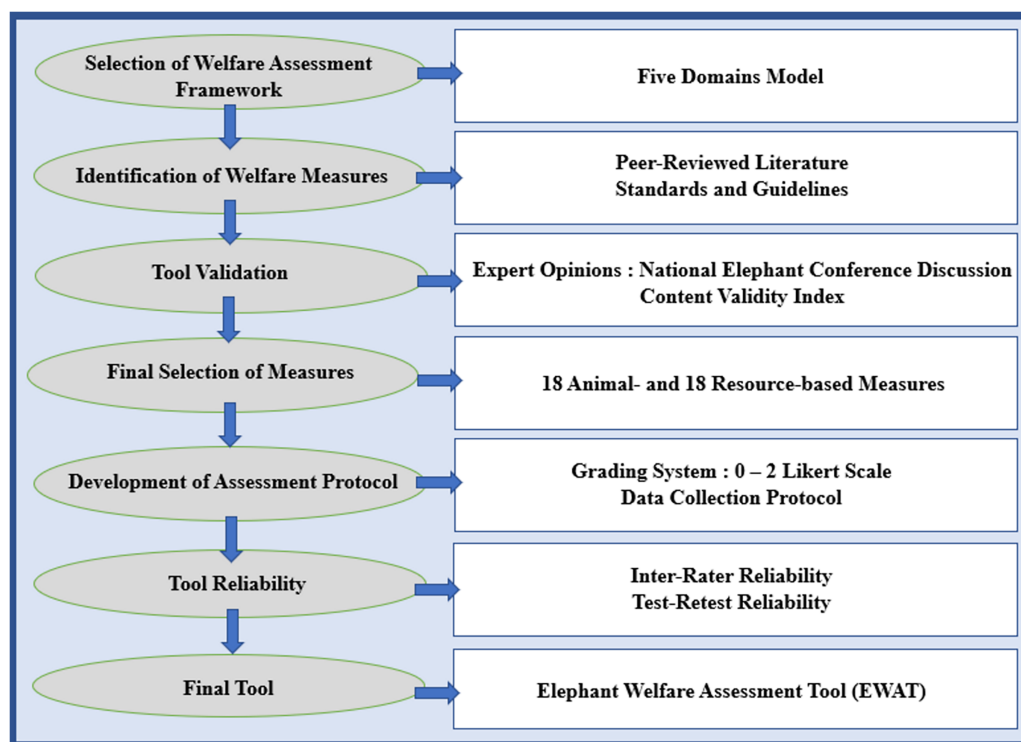 Selection of Welfare Assessment
Framework
Five Domains Model
Identification of Welfare Measures
Peer-Reviewed Literature
Standards and Guidelines
Tool Validation
Expert Opinions : National Elephant Conference Discussion
Content Validity Index
Final Selection of Measures
18 Animal- and 18 Resource-based Measures
Development of Assessment Protocol
Grading System : 0 – 2 Likert Scale
Data Collection Protocol
Tool Reliability
Inter-Rater Reliability
Test-Retest Reliability
Final Tool
Elephant Welfare Assessment Tool (EWAT)